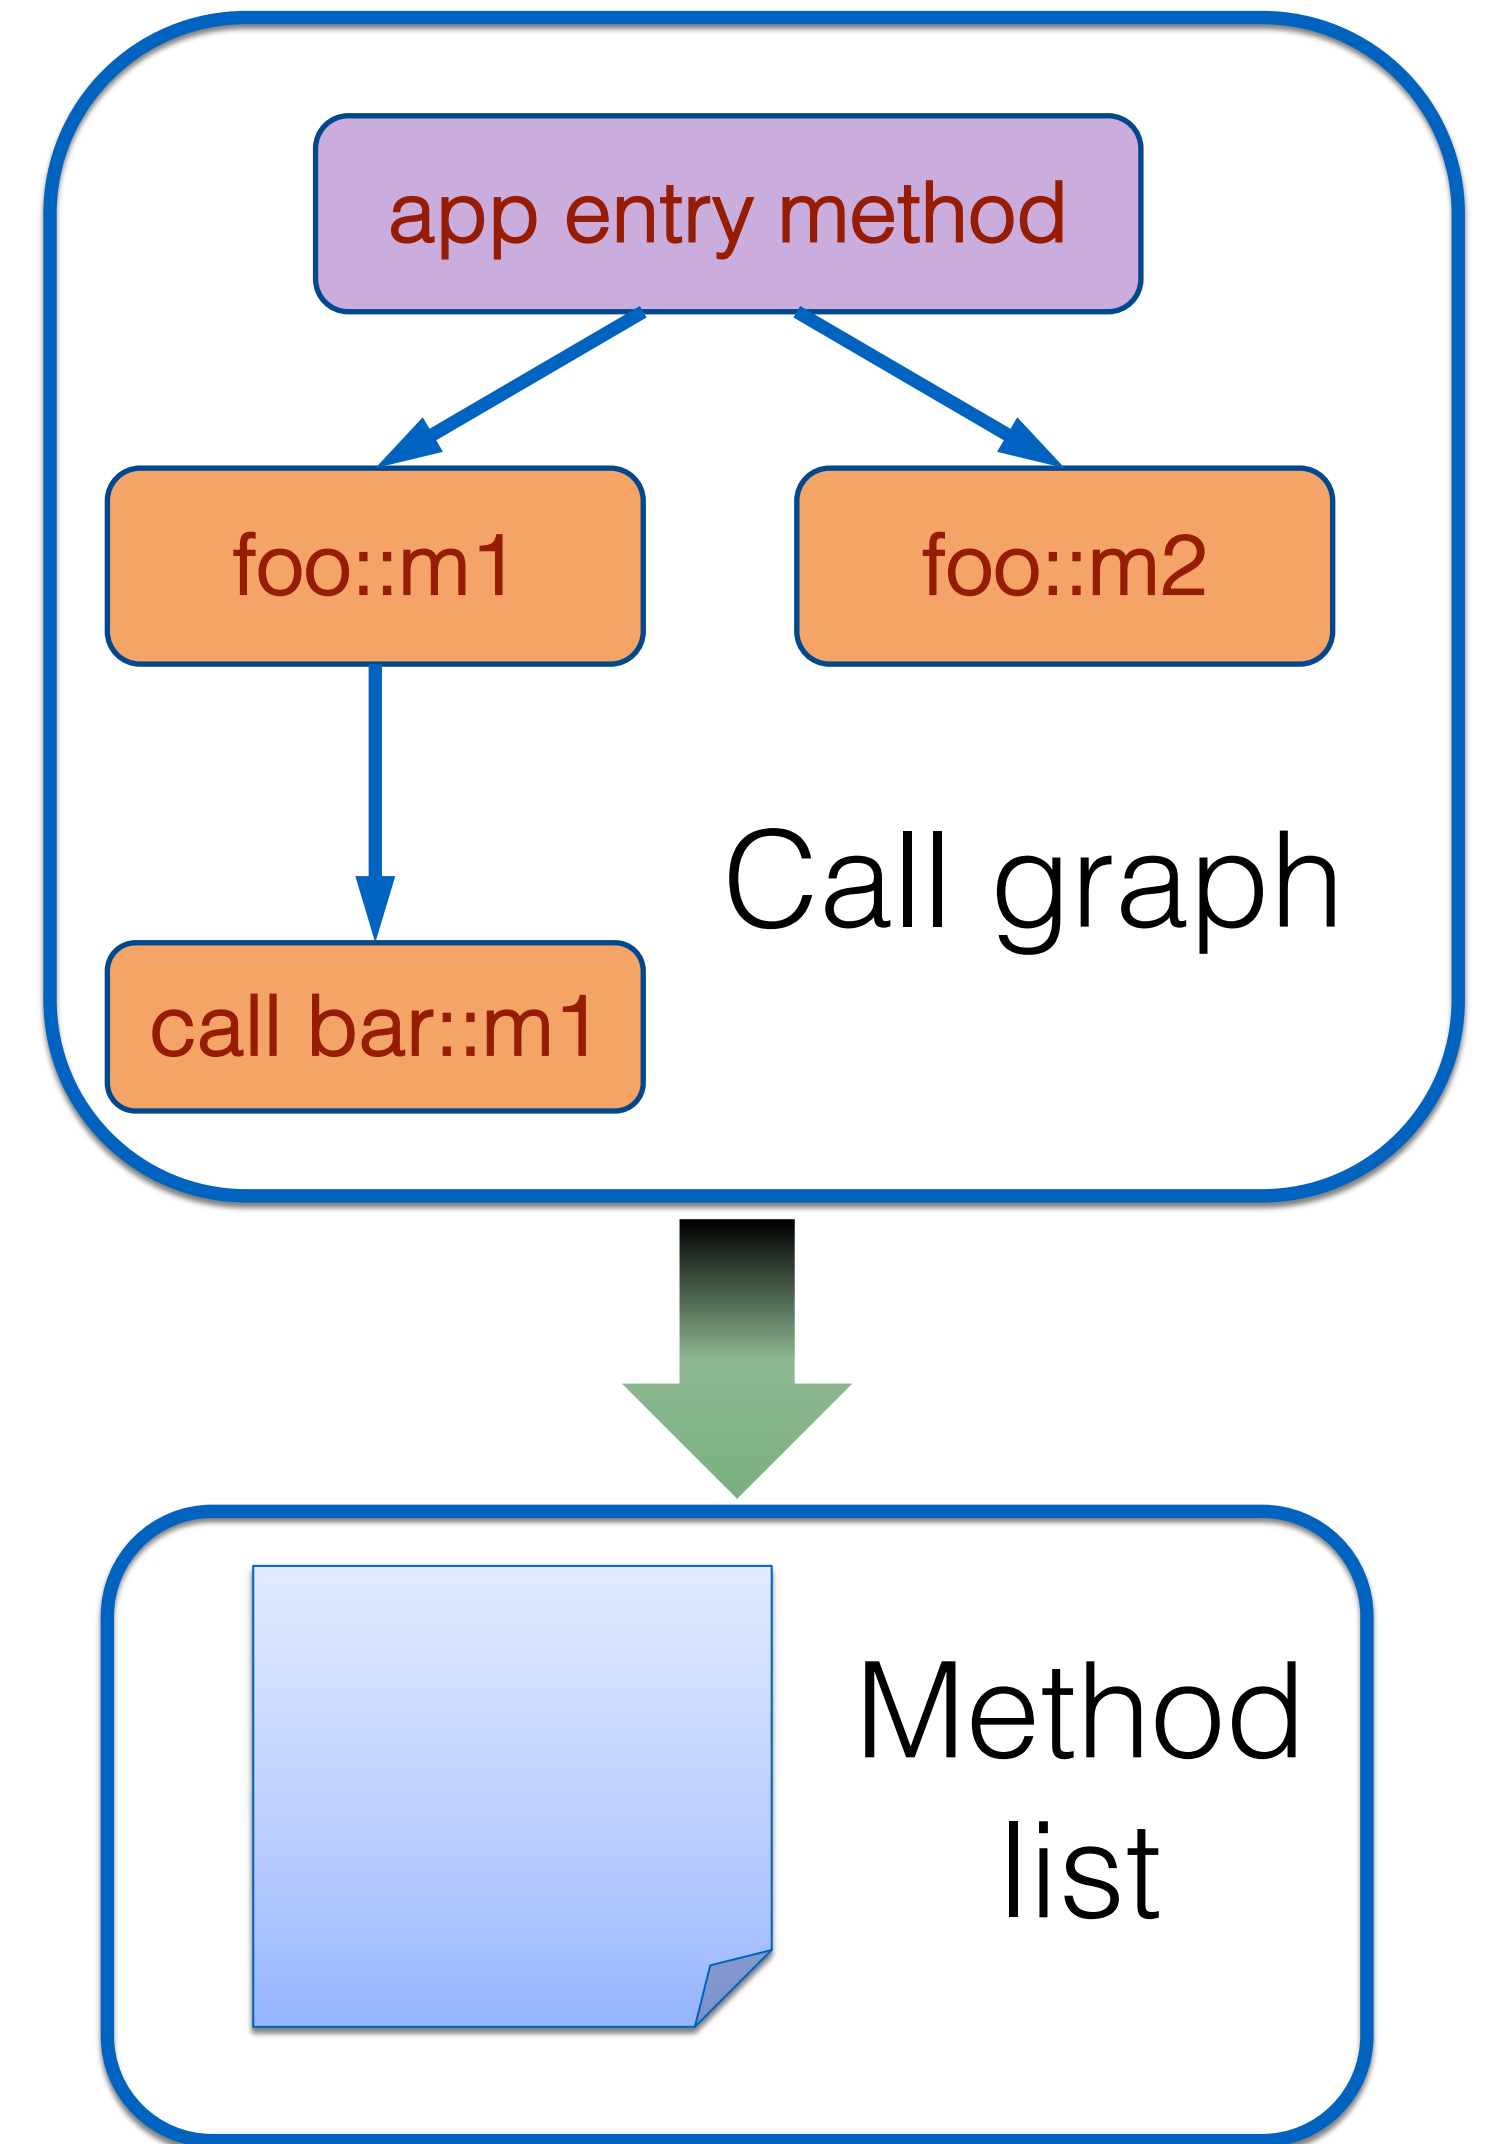 app entry method
foo::m1
foo::m2
Call graph
call bar::m1
Method
list